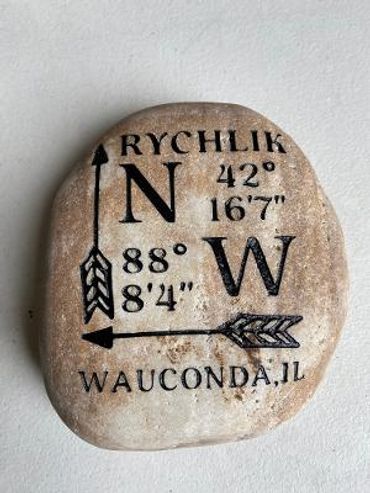 RYCHLIK
N 42°
16'7"
88° W
8'4"
WAUCONDA, IL